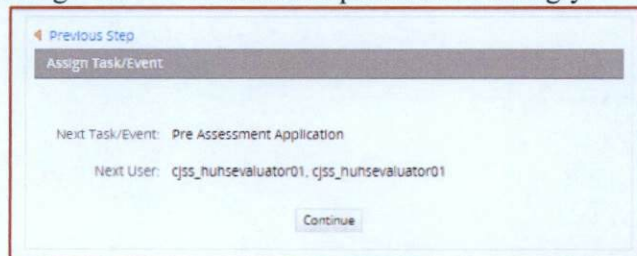 Previous Step
Assign Task/Event
Next Task/Event: Pre Assessment Application
Next User: cjss_huhsevaluator01, cjss_huhsevaluator01
Continue